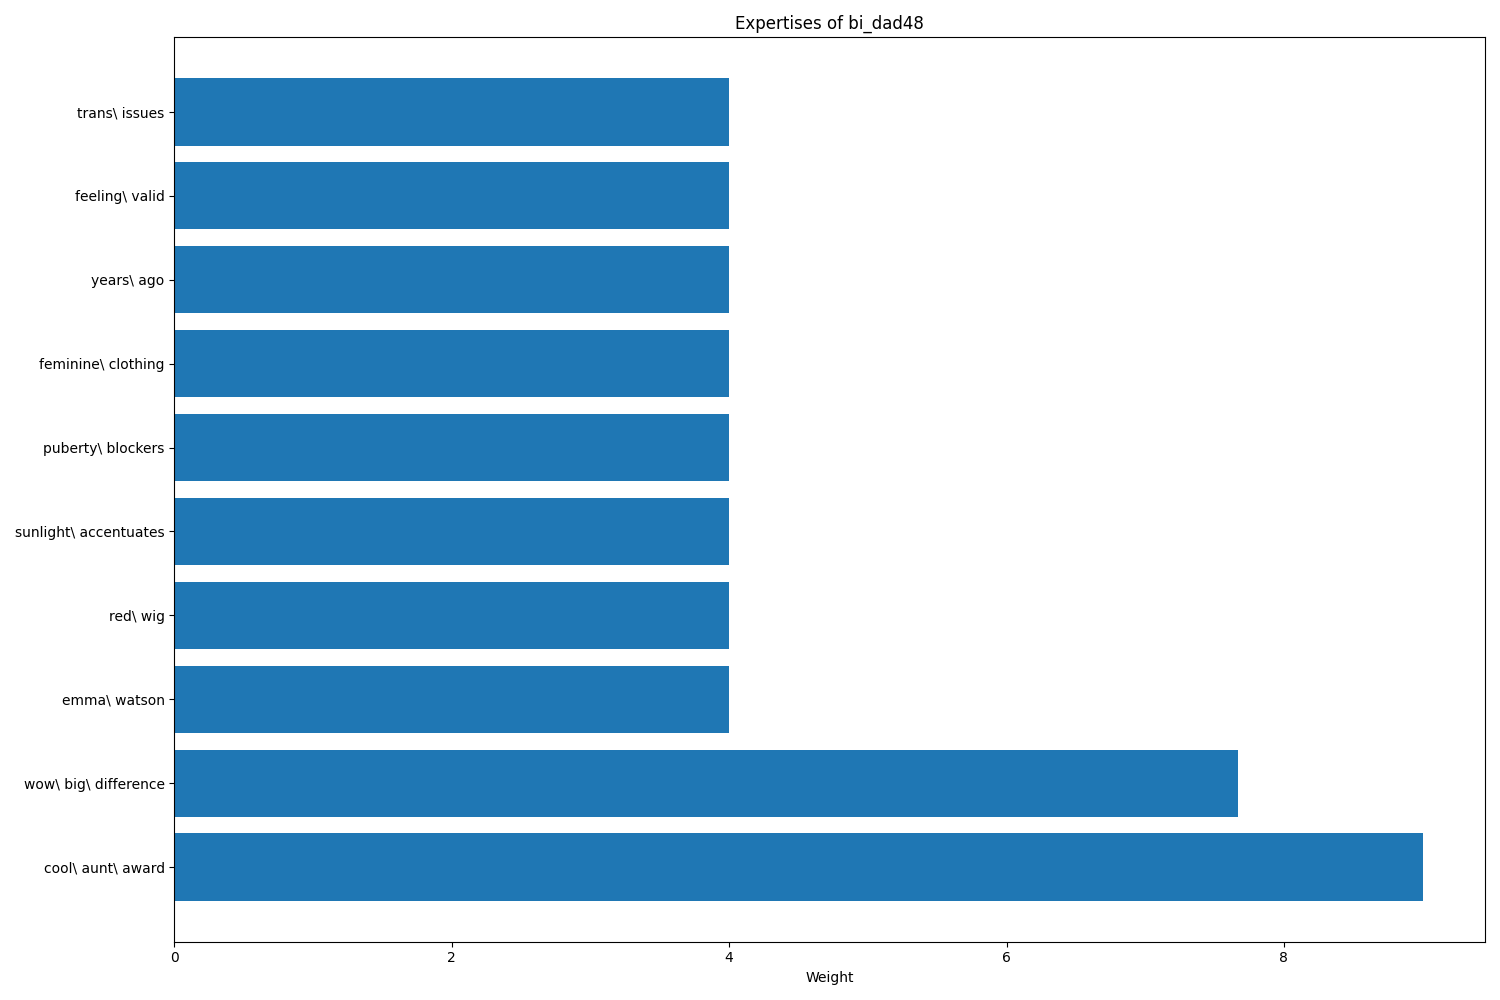 Expertises of bi_dad48
trans\ issues
feeling\ valid
years\ ago
feminine\ clothing
puberty\ blockers
sunlight\ accentuates
red\ wig
emma\ watson
wow\ big\ difference
cool\ aunt\ award
0 2 4 6 8
Weight